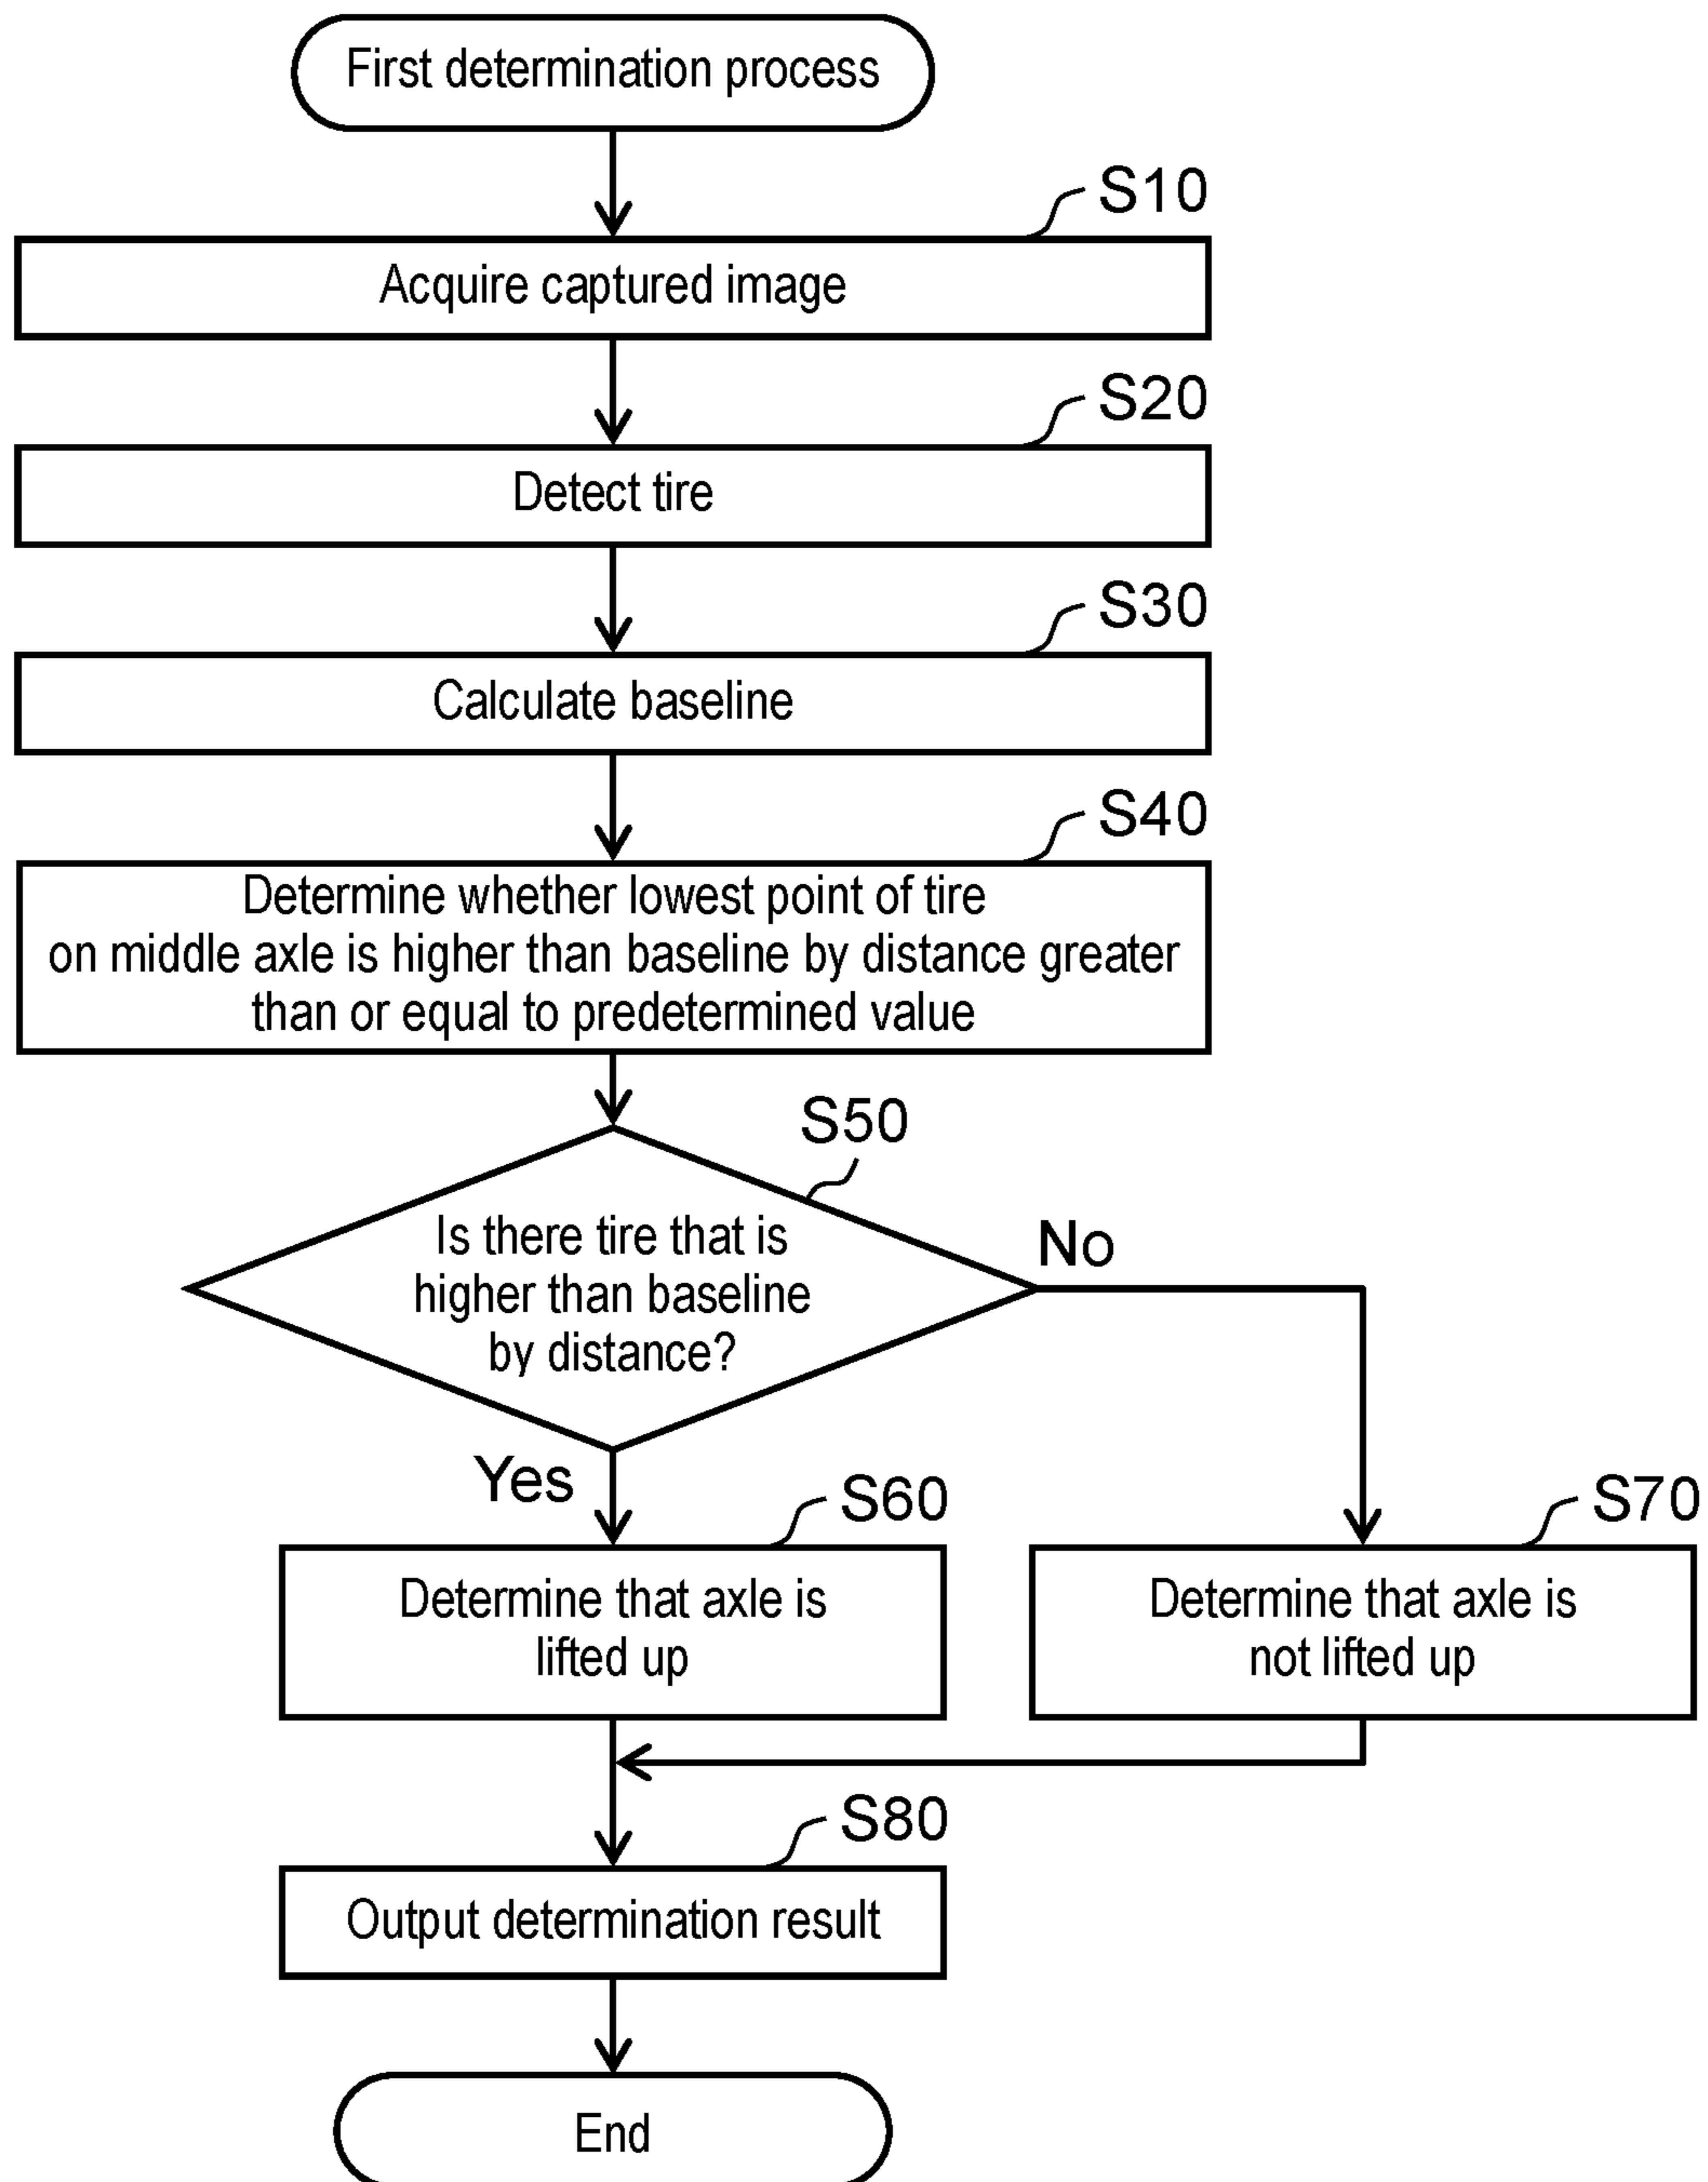 First determination process
S10
Acquire captured image
S20
Detect tire
S30
Calculate baseline
S40
Determine whether lowest point of tire
on middle axle is higher than baseline by distance greater
than or equal to predetermined value
S50
Is there tire that is
higher than baseline
by distance?
No
Yes
S60
Determine that axle is
lifted up
S70
Determine that axle is
not lifted up
S80
Output determination result
End